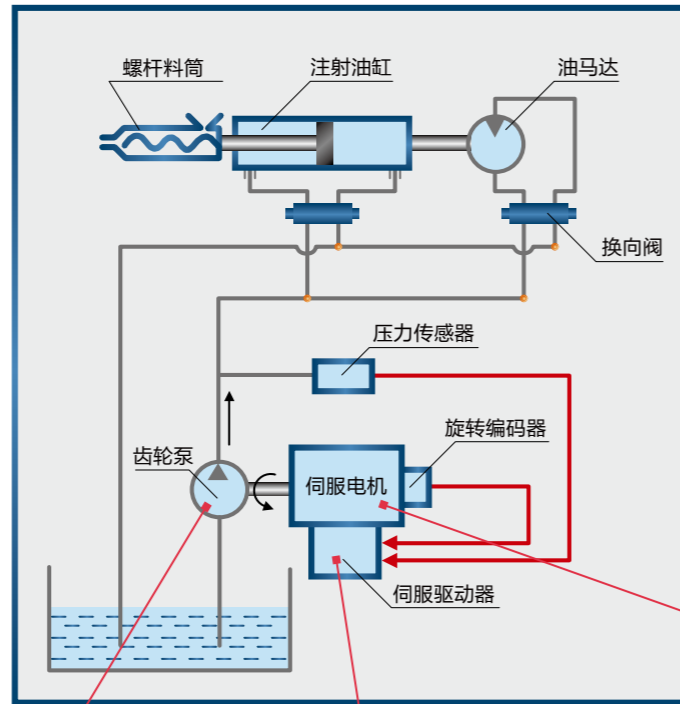 螺杆料筒
注射油缸
油马达
换向阀
压力传感器
旋转编码器
齿轮泵
伺服电机
伺服驱动器